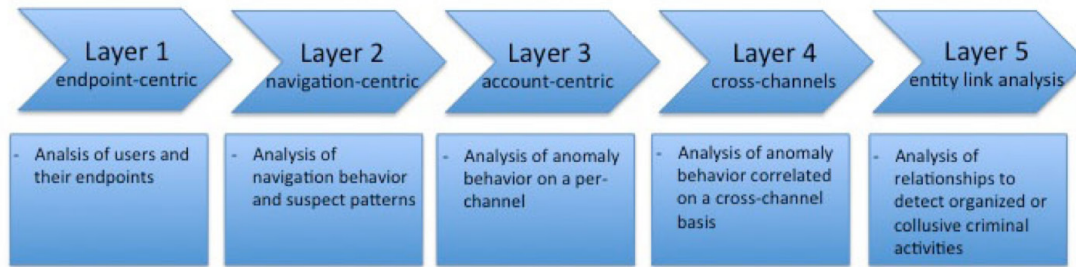 Layer 1
endpoint-centric
Layer 2
navigation-centric
Layer 3
account-centric
Layer 4
cross-channels
Layer 5
entity link analysis
- Analsis of users and
their endpoints
- Analysis of
navigation behavior
and suspect patterns
- Analysis of anomaly
behavior on a per-
channel
- Analysis of anomaly
behavior correlated
on a cross-channel
basis
- Analysis of
relationships to
detect organized or
collusive criminal
activities